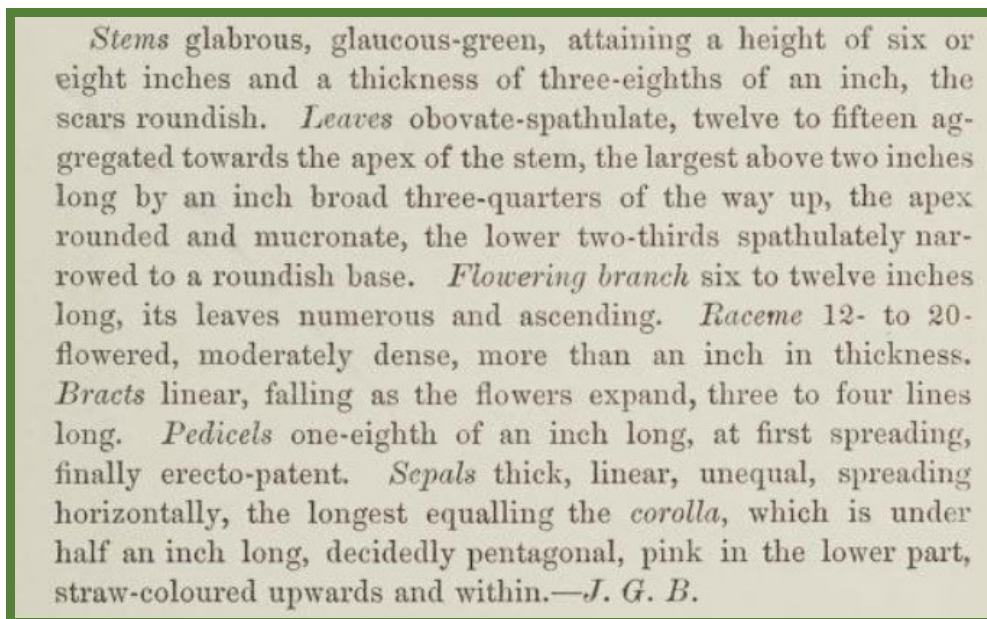 Stems glabrous, glaucous-green, attaining a height of six or
eight inches and a thickness of three-eighths of an inch, the
scars roundish. Leaves obovate-spathulate, twelve to fifteen ag-
gregated towards the apex of the stem, the largest above two inches
long by an inch broad three-quarters of the way up, the apex
rounded and mucronate, the lower two-thirds spathulately nar-
rowed to a roundish base. Flowering branch six to twelve inches
long, its leaves numerous and ascending. Raceme 12- to 20-
flowered, moderately dense, more than an inch in thickness.
Bracts linear, falling as the flowers expand, three to four lines
long. Pedicels one-eighth of an inch long, at first spreading,
finally erecto-patent. Sepals thick, linear, unequal, spreading
horizontally, the longest equalling the corolla, which is under
half an inch long, decidedly pentagonal, pink in the lower part,
straw-coloured upwards and within.—J. G. B.